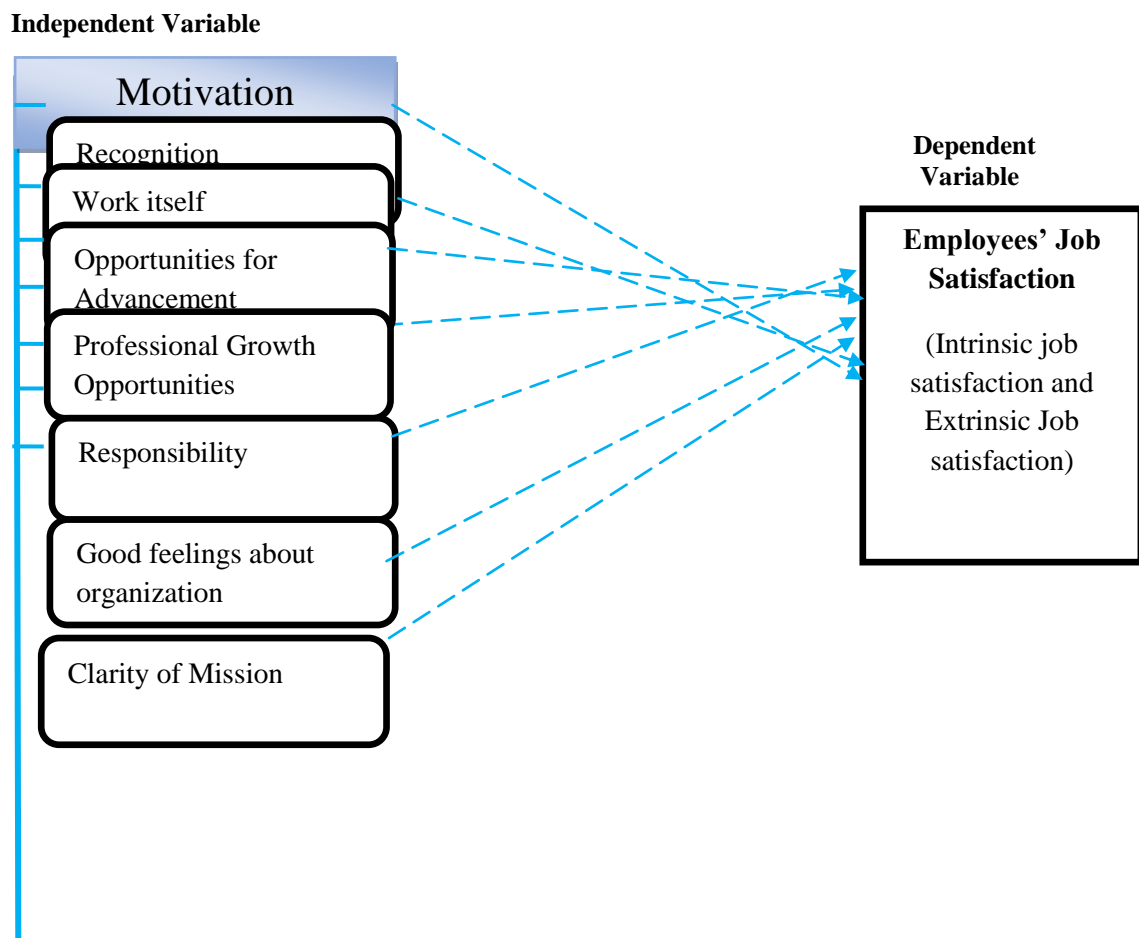 Independent Variable
Motivation
Recognition
Work itself
Opportunities for
Advancement
Professional Growth
Opportunities
Responsibility
Good feelings about
organization
Clarity of Mission
Dependent
Variable
Employees’ Job
Satisfaction
(Intrinsic job
satisfaction and
Extrinsic Job
satisfaction)